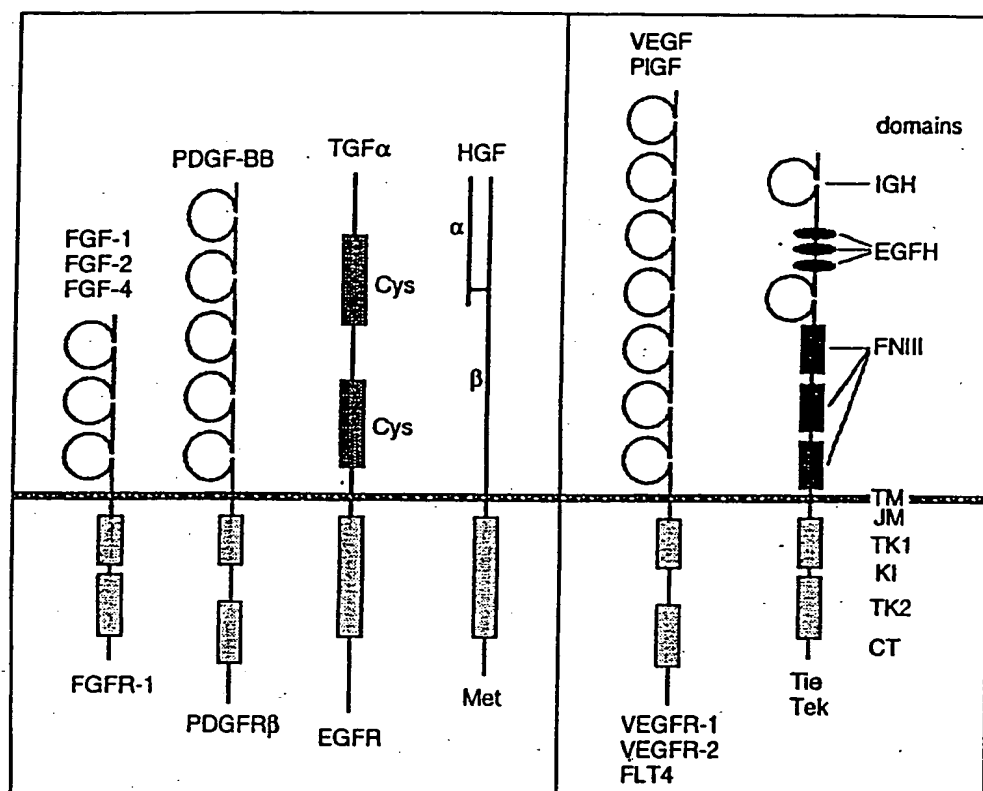 FGF-1
FGF-2
FGF-4
FGFR-1
PDGF-BB
PDGFRβ
TGFα
Cys
Cys
EGFR
HGF
α
β
Met
VEGF
PlGF
VEGFR-1
VEGFR-2
FLT4
domains
IGH
EGFH
FNIII
TM
JM
TK1
KI
TK2
CT
Tie
Tek